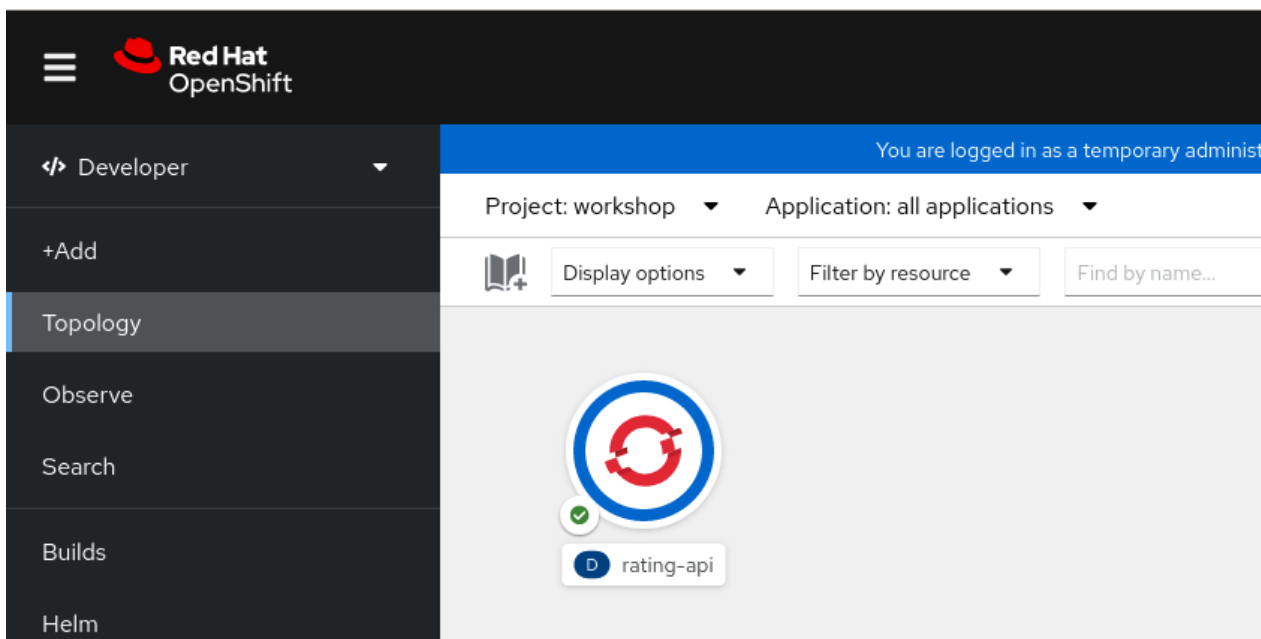 Red Hat
OpenShift
</> Developer
You are logged in as a temporary administ
Project: workshop
Application: all applications
+Add
Display options
Filter by resource
Find by name...
Topology
Observe
Search
Builds
Helm
D rating-api